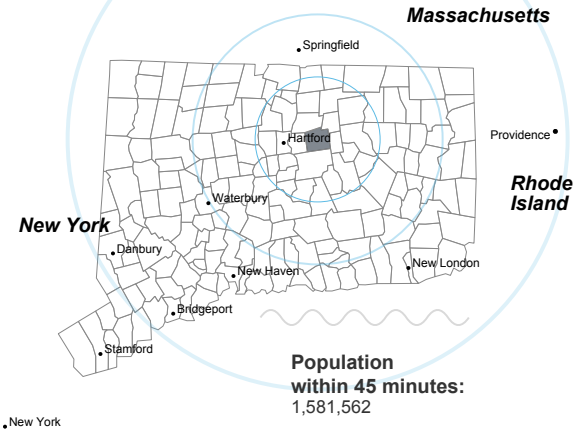 Massachusetts
Springfield
Providence
Hartford
Rhode
Island
Waterbury
New York
Danbury
New London
New Haven
Bridgeport
Stamford
Population
within 45 minutes:
1,581,562
New York